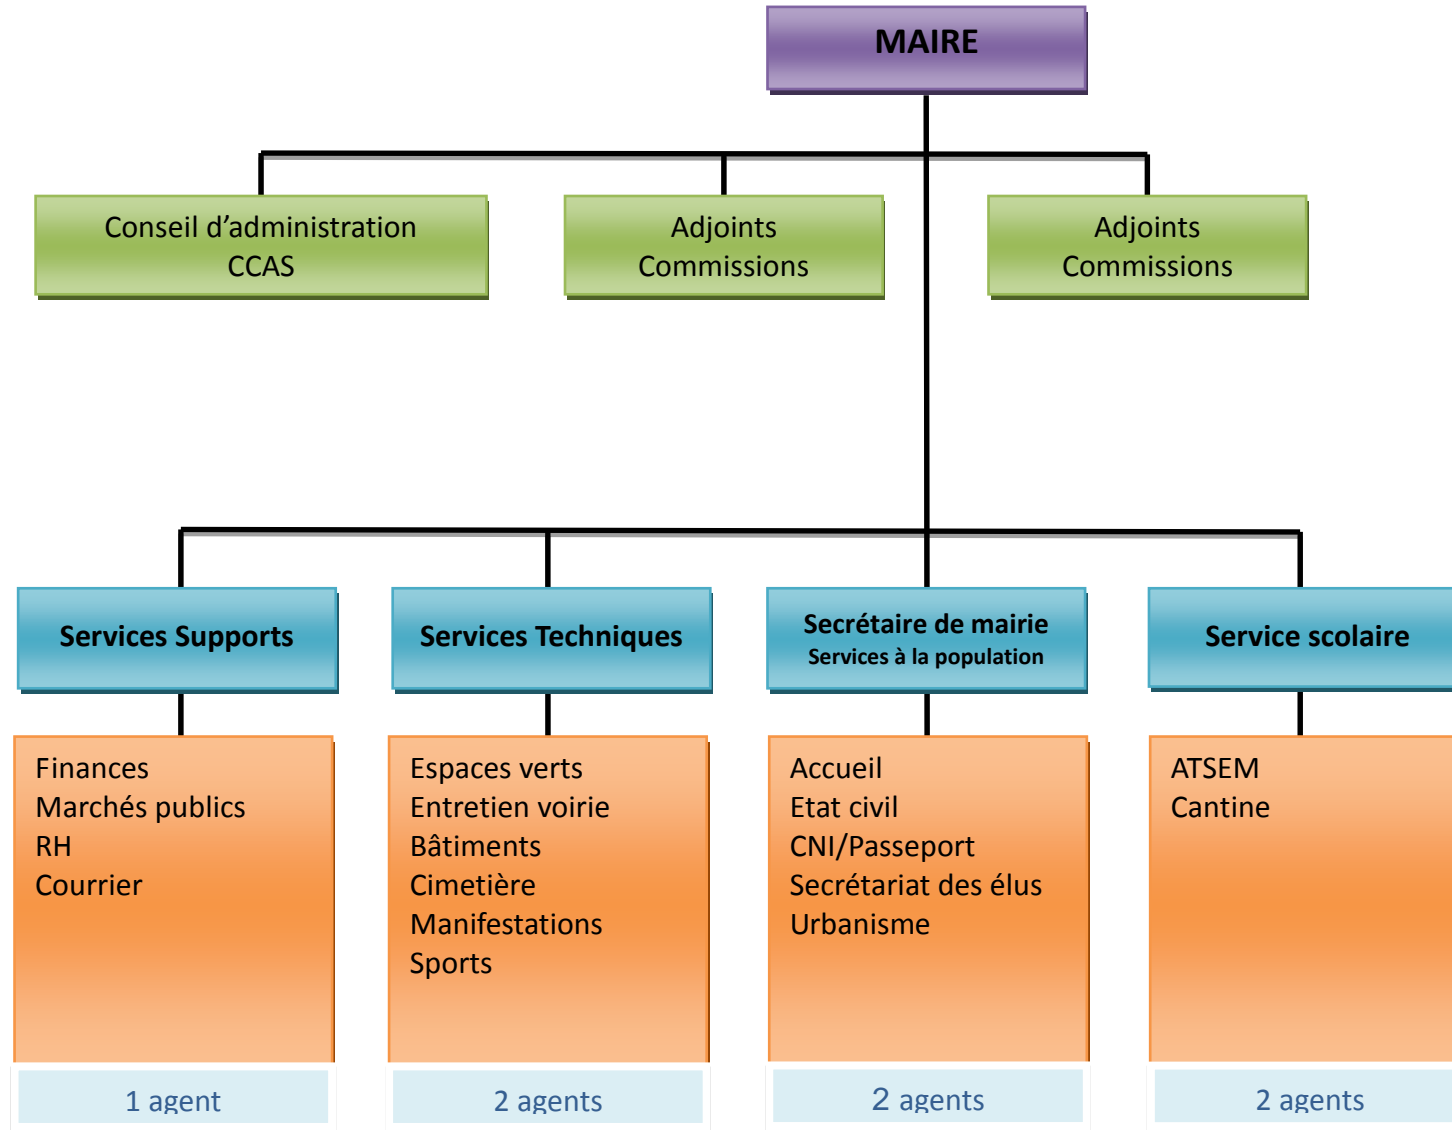 MAIRE
Conseil d’administration
CCAS
Adjoints
Commissions
Adjoints
Commissions
Services Supports
Services Techniques
Secrétaire de mairie
Services à la population
Service scolaire
Finances
Marchés publics
RH
Courrier
Espaces verts
Entretien voirie
Bâtiments
Cimetière
Manifestations
Sports
Accueil
Etat civil
CNI/Passeport
Secrétariat des élus
Urbanisme
ATSEM
Cantine
1 agent
2 agents
2 agents
2 agents